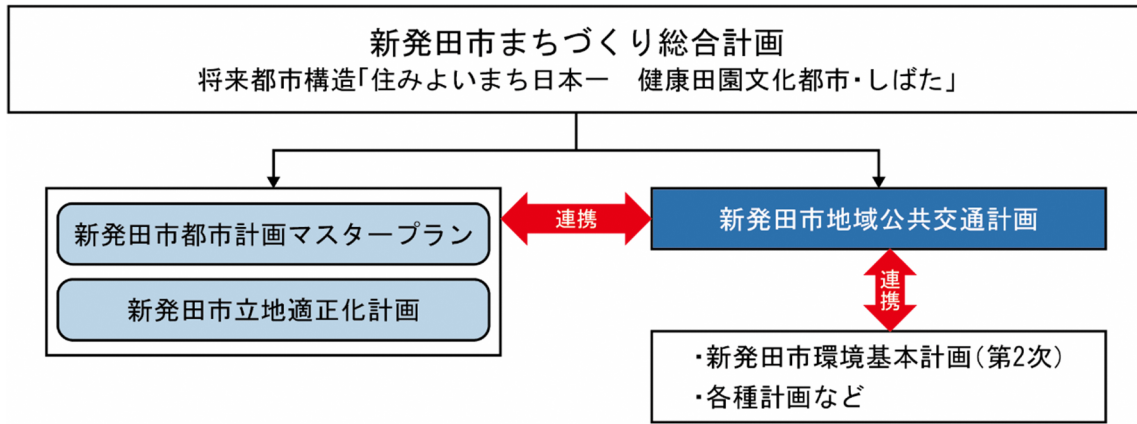 新発田市まちづくり総合計画
将来都市構造「住みよいまち日本一　健康田園文化都市・しばた」
新発田市都市計画マスタープラン
新発田市立地適正化計画
連携
新発田市地域公共交通計画
連携
・新発田市環境基本計画(第2次)
・各種計画など